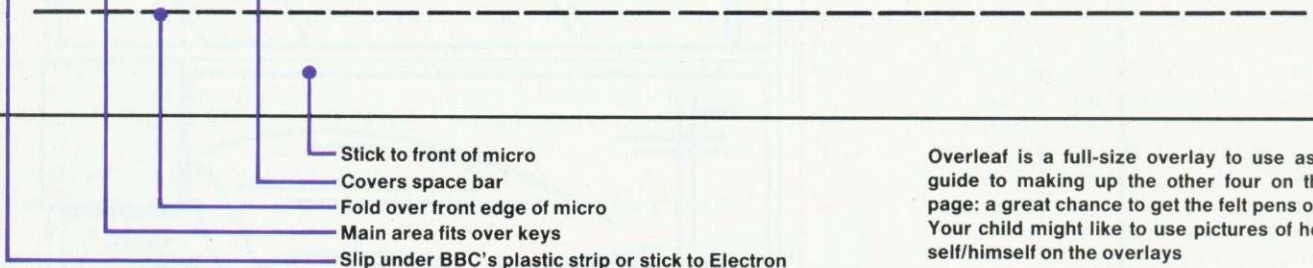 Stick to front of micro
Covers space bar
Fold over front edge of micro
Main area fits over keys
Slip under BBC's plastic strip or stick to Electron
Overleaf is a full-size overlay to use as
guide to making up the other four on
page: a great chance to get the felt pens
Your child might like to use pictures of
self/himself on the overlays